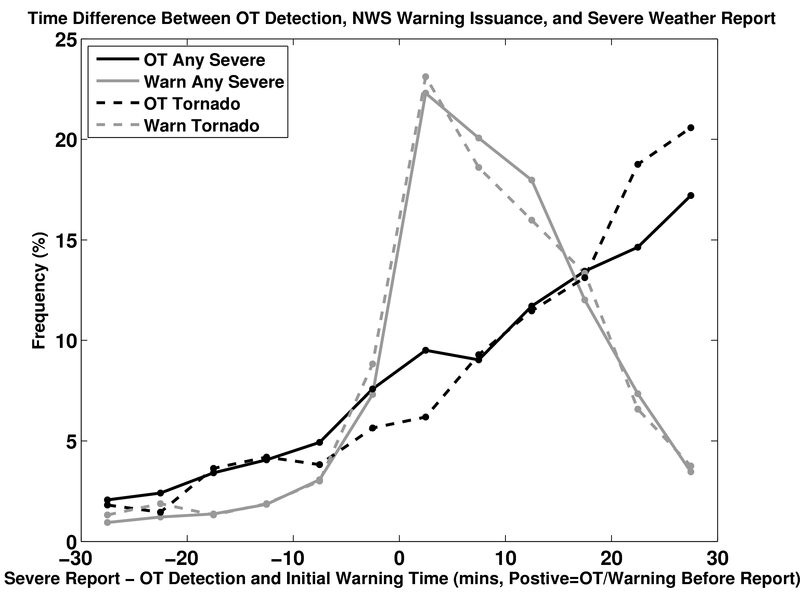 Time Difference Between OT Detection, NWS Warning Issuance, and Severe Weather Report
25
20
15
10
5
0
Frequency (%)
OT Any Severe
Warn Any Severe
OT Tornado
Warn Tornado
−30 −20 −10 0 10 20 30
Severe Report − OT Detection and Initial Warning Time (mins, Postive=OT/Warning Before Report)